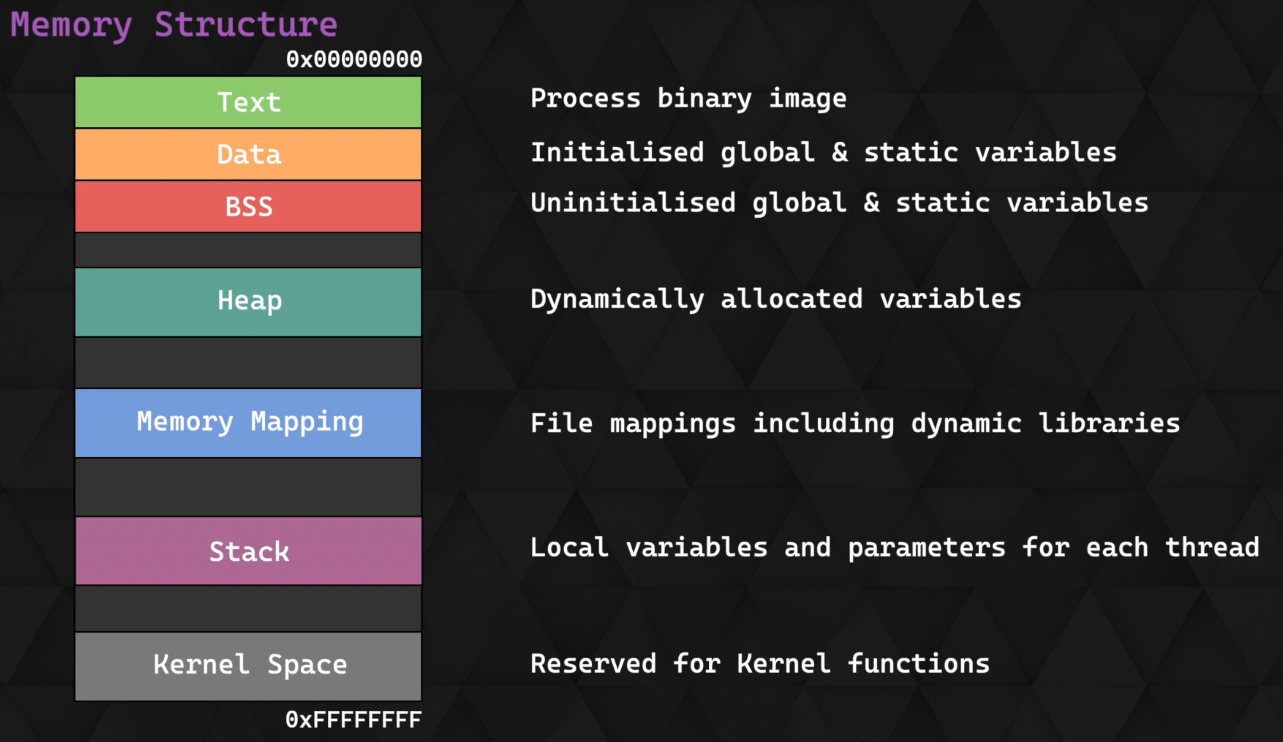 Memory Structure
0x00000000
Text
Process binary image
Data
Initialised global & static variables
BSS
Uninitialised global & static variables
Heap
Dynamically allocated variables
Memory Mapping
File mappings including dynamic libraries
Stack
Local variables and parameters for each thread
Kernel Space
Reserved for Kernel functions
0xFFFFFFFF